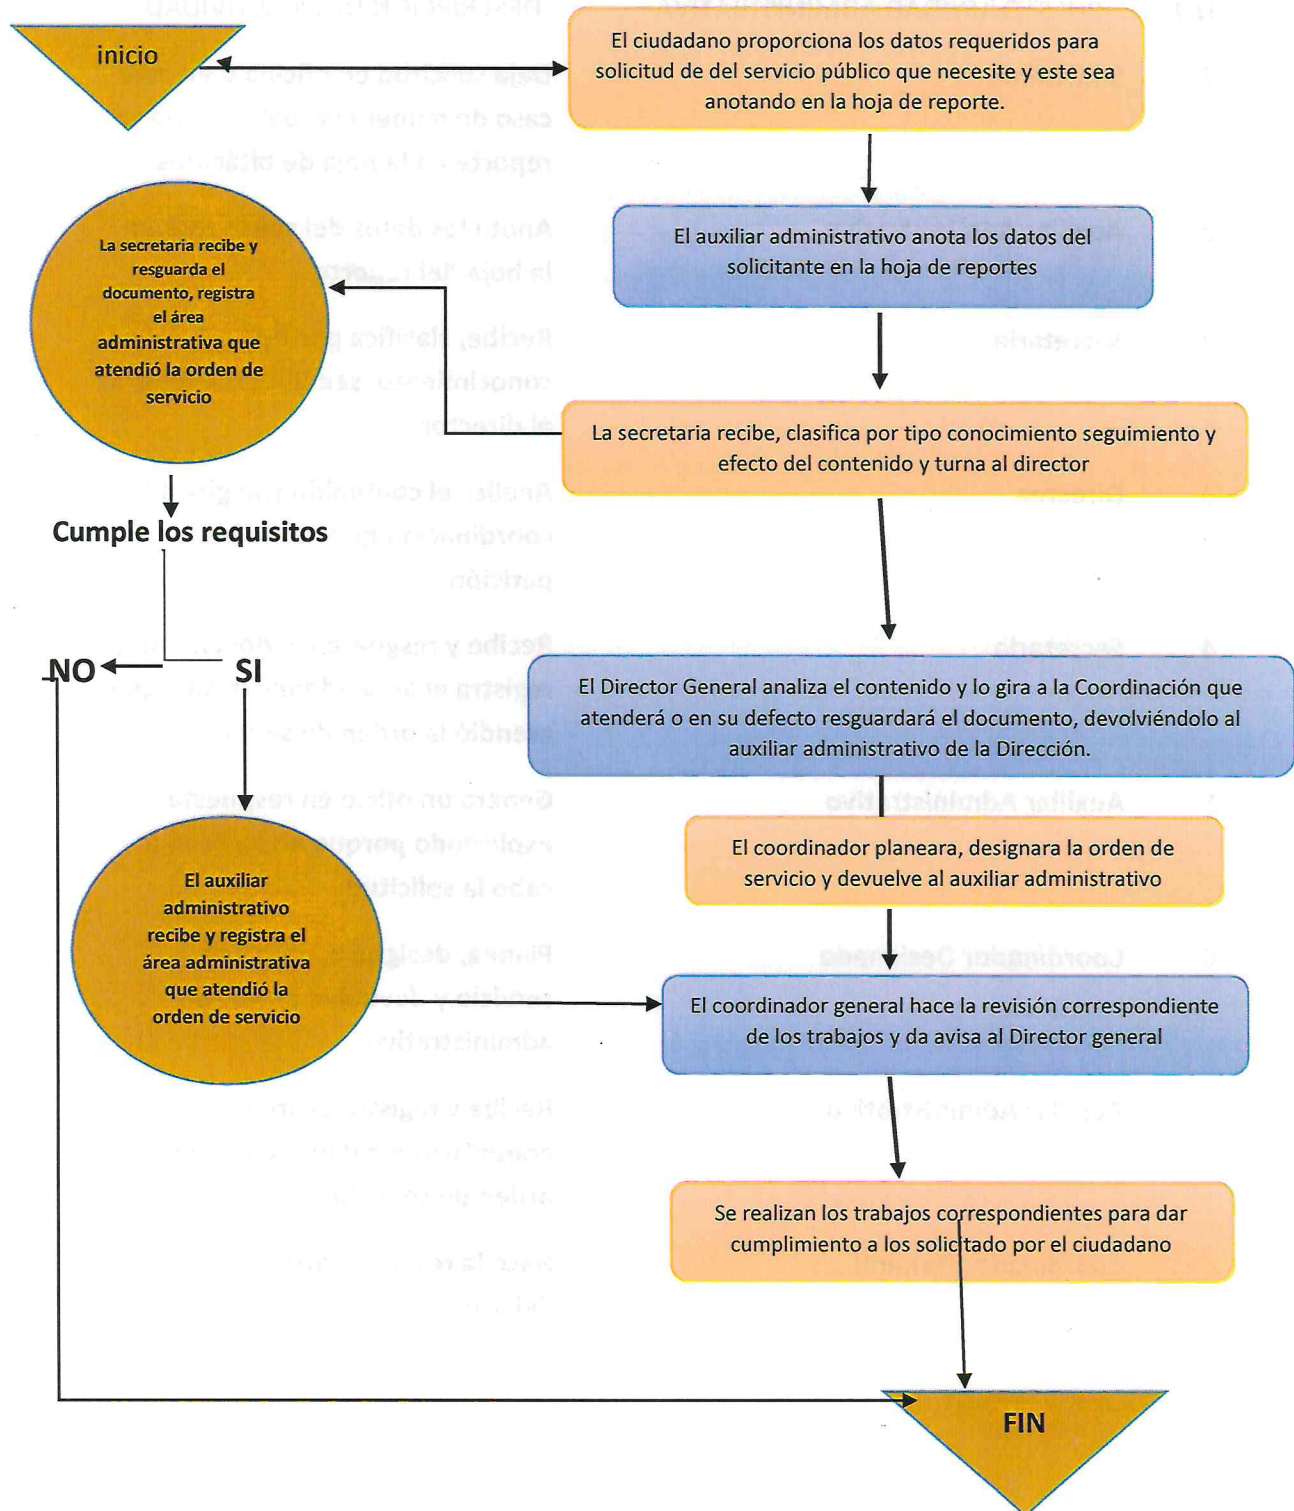 inicio
El ciudadano proporciona los datos requeridos para
solicitud de del servicio público que necesite y este sea
anotando en la hoja de reporte.
El auxiliar administrativo anota los datos del
solicitante en la hoja de reportes
La secretaria recibe y
resguarda el
documento, registra
el área
administrativa que
atendió la orden de
servicio
La secretaria recibe, clasifica por tipo conocimiento seguimiento y
efecto del contenido y turna al director
Cumple los requisitos
NO
SI
El Director General analiza el contenido y lo gira a la Coordinación que
atenderá o en su defecto resguardará el documento, devolviéndolo al
auxiliar administrativo de la Dirección.
El coordinador planeara, designara la orden de
servicio y devuelve al auxiliar administrativo
El auxiliar
administrativo
recibe y registra el
área administrativa
que atendió la
orden de servicio
El coordinador general hace la revisión correspondiente
de los trabajos y da avisa al Director general
Se realizan los trabajos correspondientes para dar
cumplimiento a los solicitado por el ciudadano
FIN